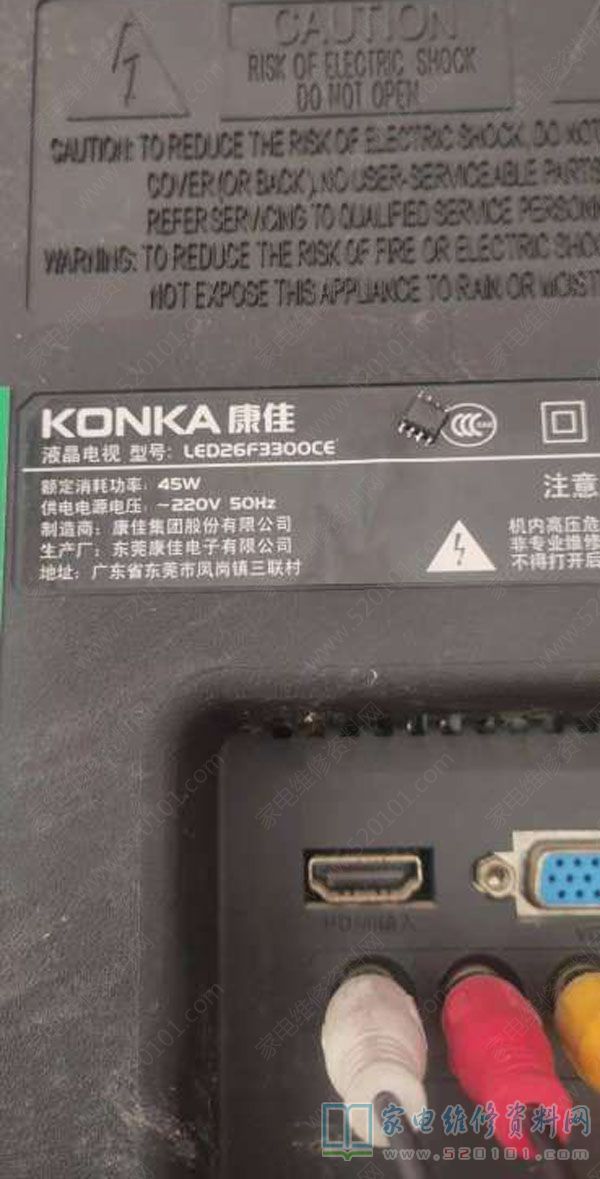 CAUTION
RISK OF ELECTRIC SHOCK
DO NOT OPEN
CAUTION: TO REDUCE THE RISK OF ELECTRIC SHOCK, DO NOT
COVER (OR BACK), NO USER-SERVICEABLE PARTS
REFER SERVICING TO QUALIFIED SERVICE PERSONN
WARNING: TO REDUCE THE RISK OF FIRE OR ELECTRIC SHOC
NOT EXPOSE THIS APPLIANCE TO RAIN OR MOIST
KONKA 康佳
液晶电视 型号: LED26F3300CE
额定消耗功率: 45W
供电电源电压: ~220V 50Hz
制造商: 康佳集团股份有限公司
生产厂: 东莞康佳电子有限公司
地址: 广东省东莞市凤岗镇三联村
注意
机内高压危
非专业维修
不得打开后
HDMI输入
家电维修资料网
www.520101.com